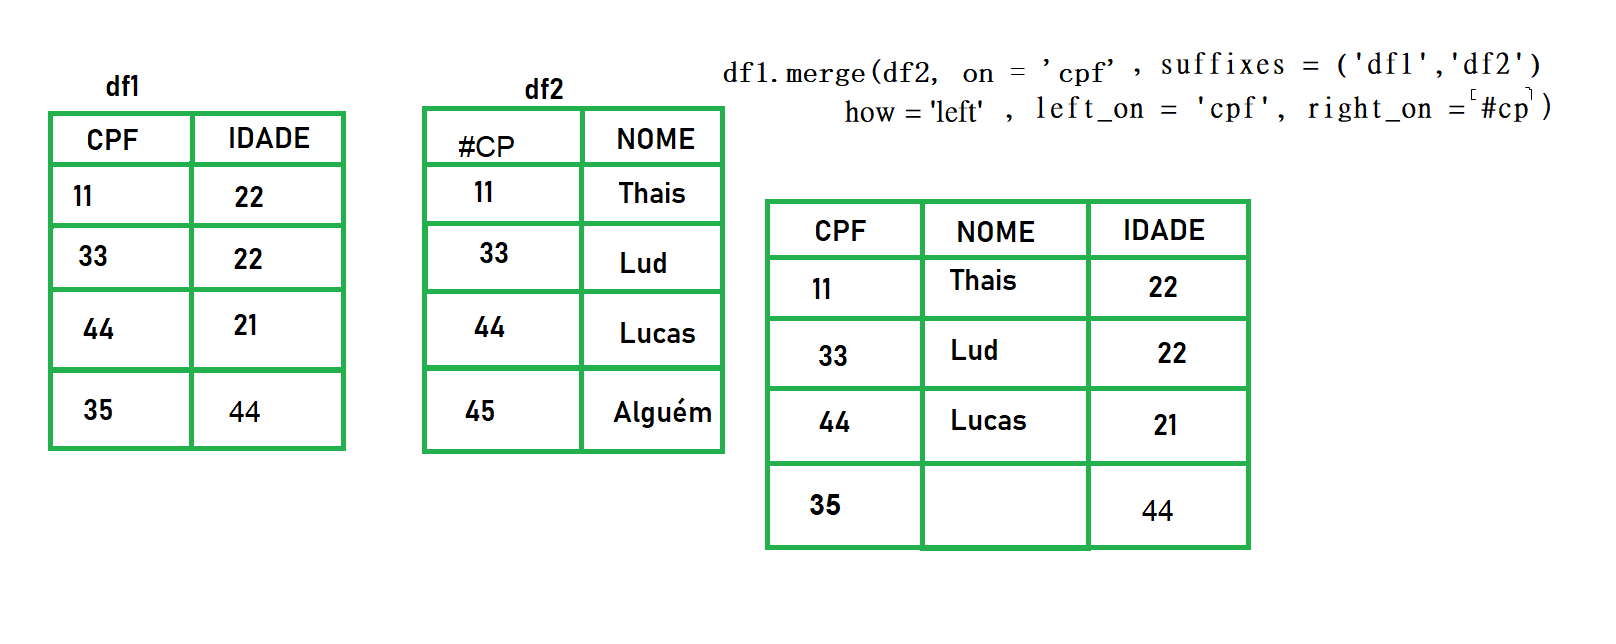 df1
df2
df1.merge(df2, on = 'cpf' , suffixes = ('df1','df2')
how = 'left' , left_on = 'cpf', right_on ='#cp')
CPF IDADE
11 22
33 22
44 21
35 44
#CP NOME
11 Thais
33 Lud
44 Lucas
45 Alguém
CPF NOME IDADE
11 Thais 22
33 Lud 22
44 Lucas 21
35 44